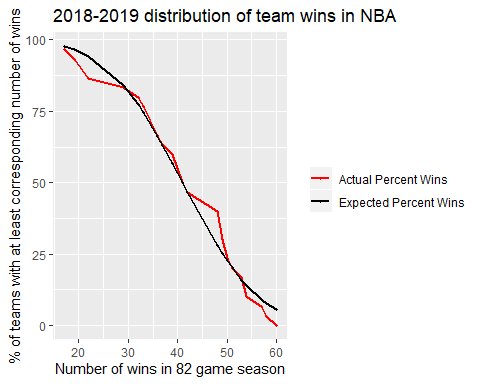 2018-2019 distribution of team wins in NBA
% of teams with at least corresponding number of wins
100
75
50
25
0
20
30
40
50
60
Number of wins in 82 game season
Actual Percent Wins
Expected Percent Wins